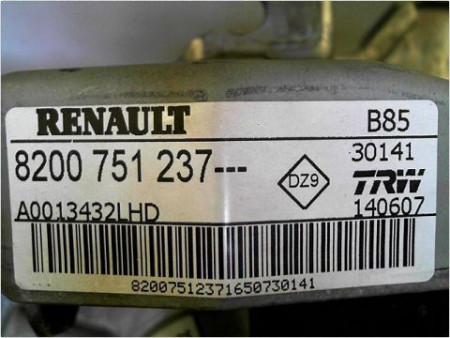 RENAULT B85
8200 751 237--- 30141
DZ9 TRW
A0013432LHD 140607
82007512371650730141